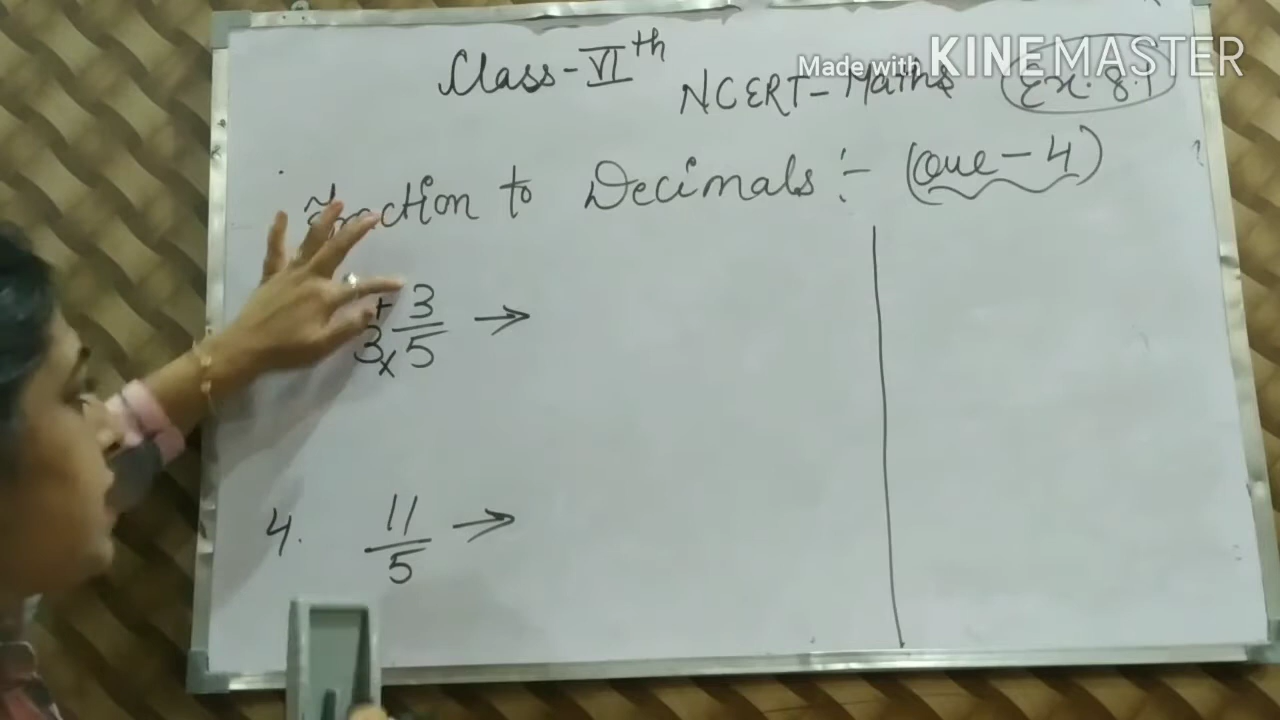 Class-VIth
Made with KINEMASTER
NCERT-Maths Ex. 8.1
Fraction to Decimals :- (Que-4)
3 + 3/5 × →
4. 11/5 →